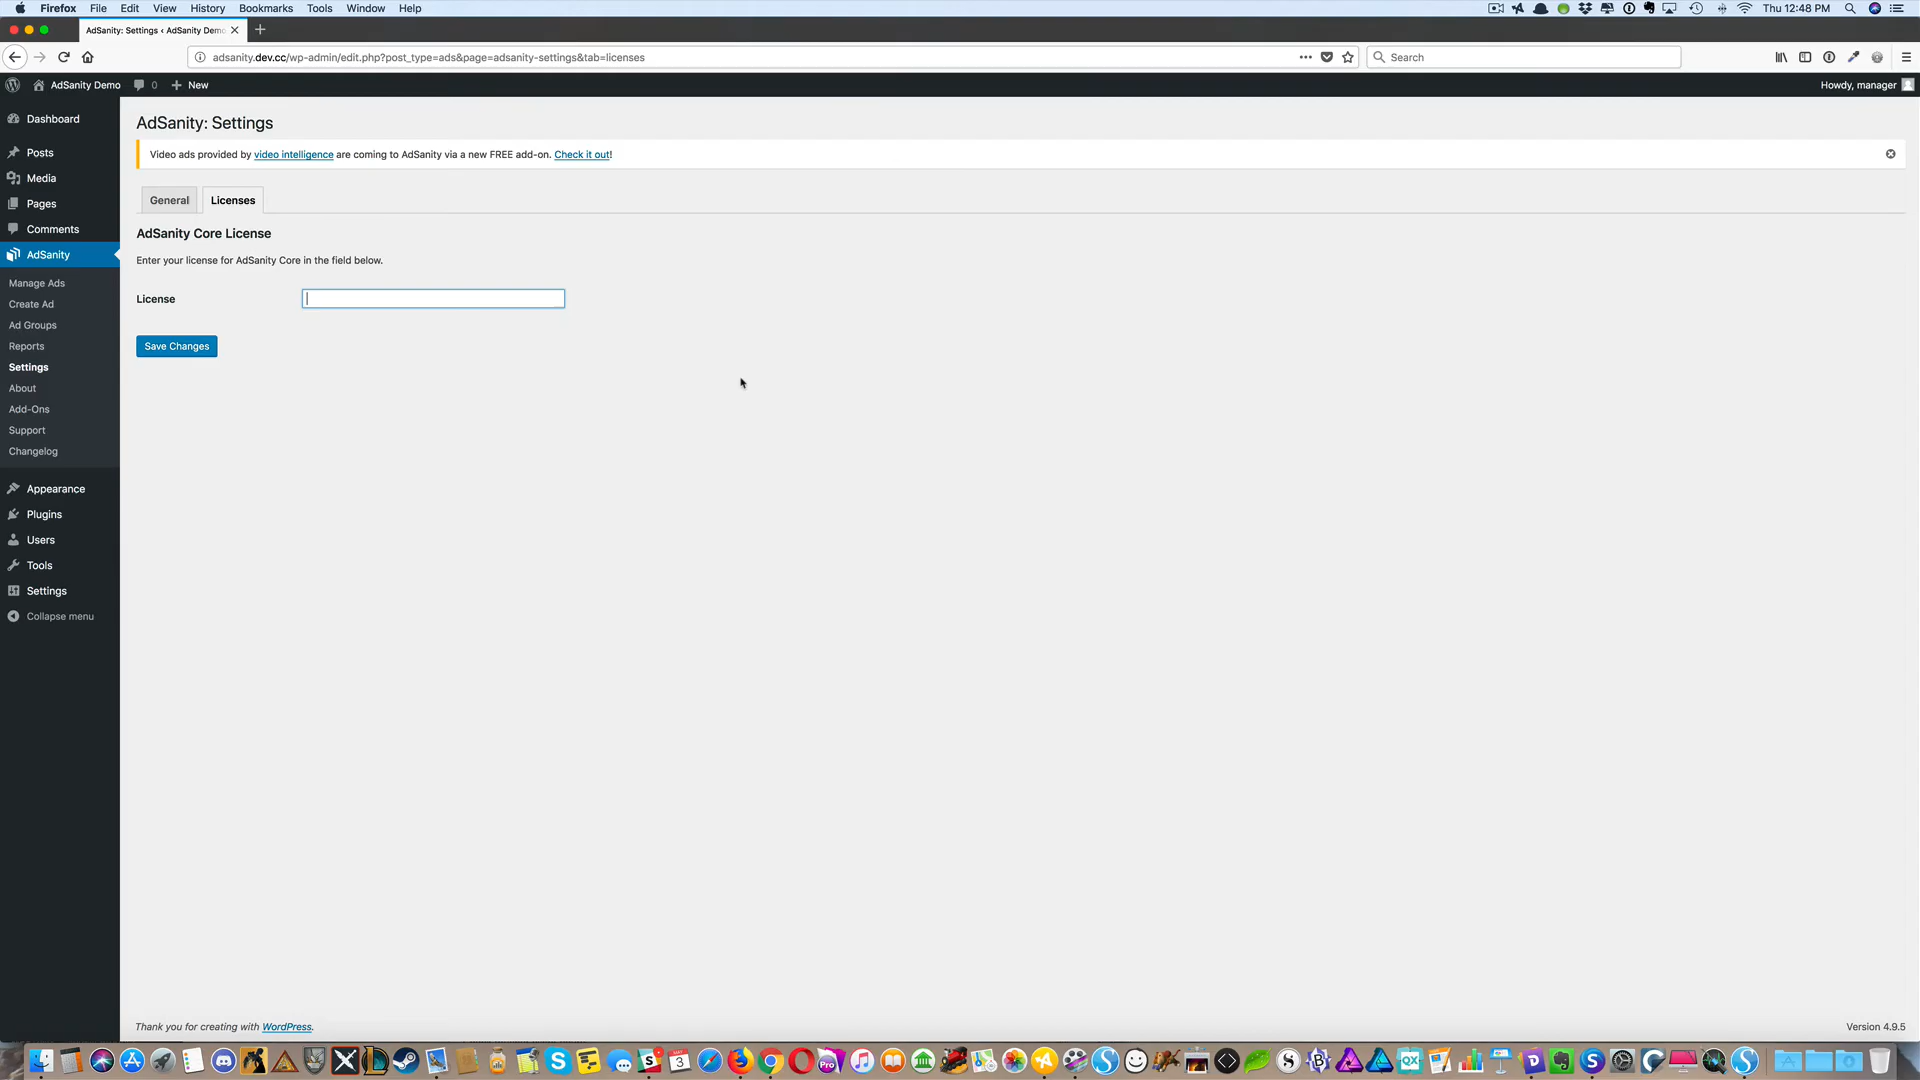 Firefox File Edit View History Bookmarks Tools Window Help
Thu 12:48 PM
AdSanity: Settings ‹ AdSanity Demo
adsanity.dev.cc/wp-admin/edit.php?post_type=ads&page=adsanity-settings&tab=licenses
Search
AdSanity Demo 0 New
Howdy, manager
Dashboard
Posts
Media
Pages
Comments
AdSanity
Manage Ads
Create Ad
Ad Groups
Reports
Settings
About
Add-Ons
Support
Changelog
Appearance
Plugins
Users
Tools
Settings
Collapse menu
AdSanity: Settings
Video ads provided by video intelligence are coming to AdSanity via a new FREE add-on. Check it out!
General
Licenses
AdSanity Core License
Enter your license for AdSanity Core in the field below.
License
Save Changes
Thank you for creating with WordPress.
Version 4.9.5